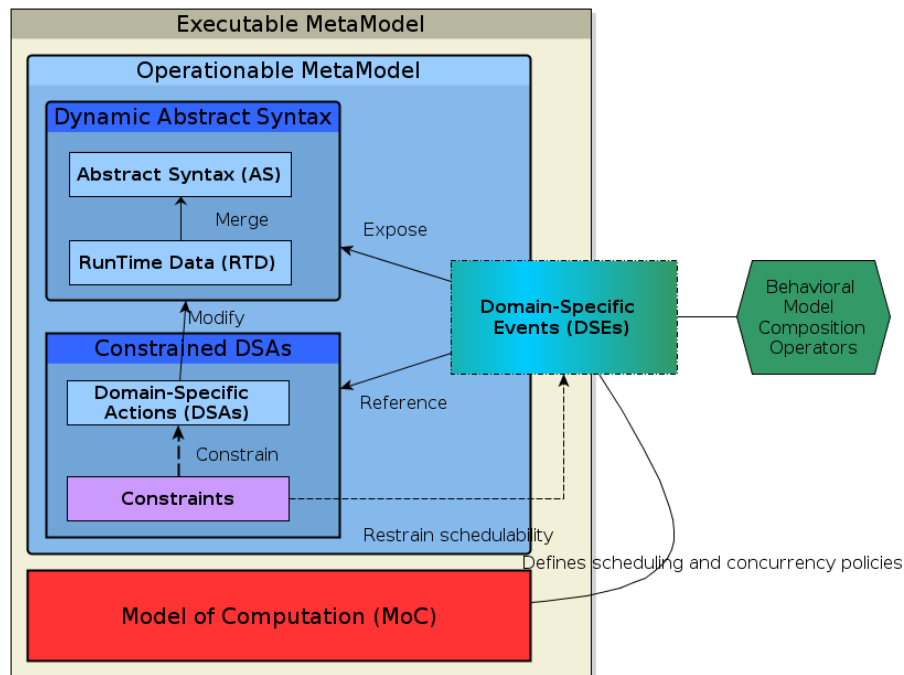 Executable MetaModel
Operationable MetaModel
Dynamic Abstract Syntax
Abstract Syntax (AS)
Merge
RunTime Data (RTD)
Expose
Modify
Constrained DSAs
Domain-Specific
Actions (DSAs)
Reference
Constrain
Constraints
Restrain schedulability
Domain-Specific
Events (DSEs)
Behavioral
Model
Composition
Operators
Defines scheduling and concurrency policies
Model of Computation (MoC)